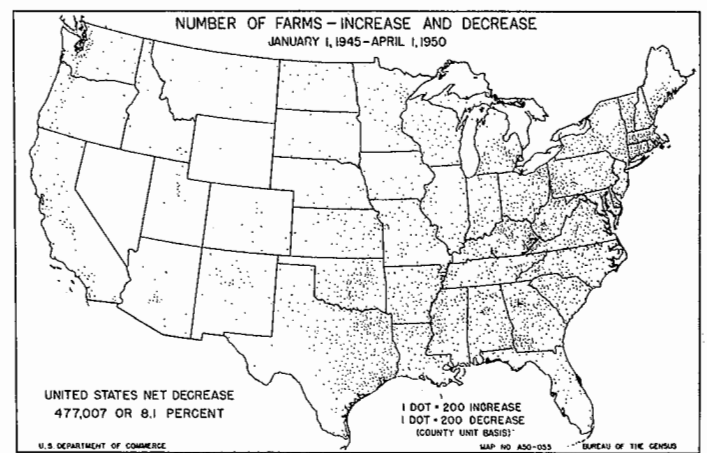 NUMBER OF FARMS – INCREASE AND DECREASE
JANUARY 1, 1945 – APRIL 1, 1950
UNITED STATES NET DECREASE
477,007 OR 8.1 PERCENT
1 DOT = 200 INCREASE
1 DOT = 200 DECREASE
(COUNTY UNIT BASIS)
U.S. DEPARTMENT OF COMMERCE
MAP NO A50-055
BUREAU OF THE CENSUS